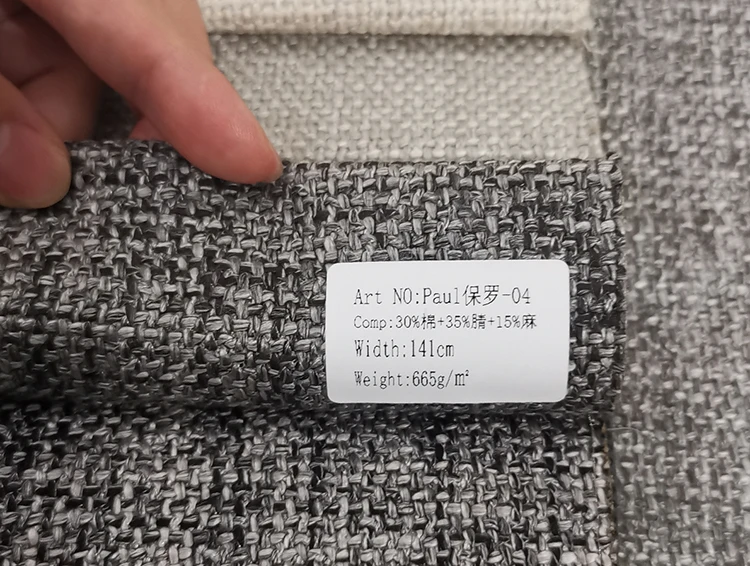 Art NO:Paul保罗-04
Comp:30%棉+35%腈+15%麻
Width:141cm
Weight:665g/㎡